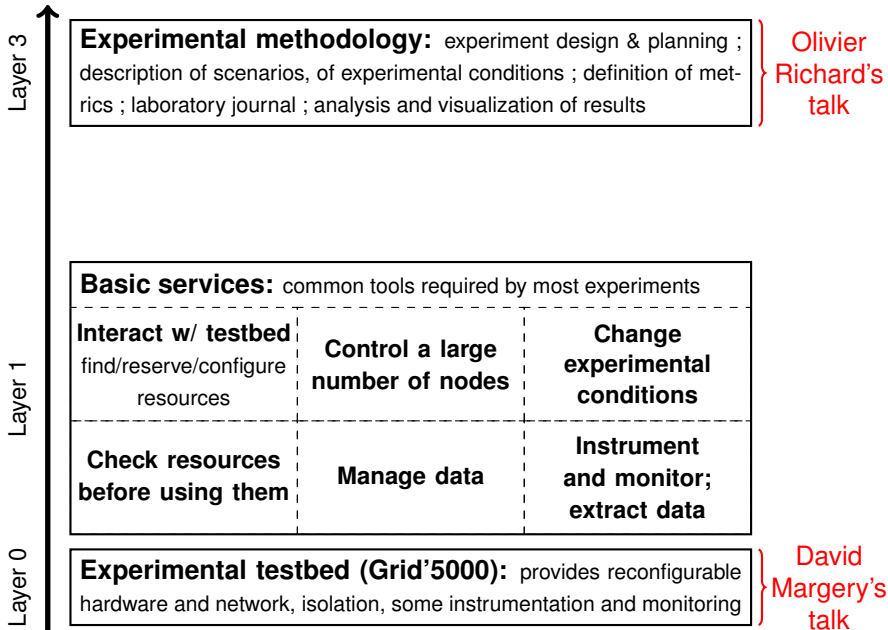 Layer 3
Experimental methodology: experiment design & planning ;
description of scenarios, of experimental conditions ; definition of met-
rics ; laboratory journal ; analysis and visualization of results
Olivier
Richard's
talk
Layer 1
Basic services: common tools required by most experiments
Interact w/ testbed
find/reserve/configure
resources
Control a large
number of nodes
Change
experimental
conditions
Check resources
before using them
Manage data
Instrument
and monitor;
extract data
Layer 0
Experimental testbed (Grid'5000): provides reconfigurable
hardware and network, isolation, some instrumentation and monitoring
David
Margery's
talk